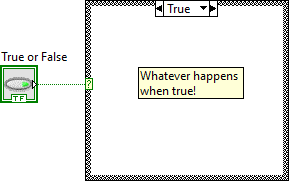 True
True or False
?
TF
Whatever happens
when true!